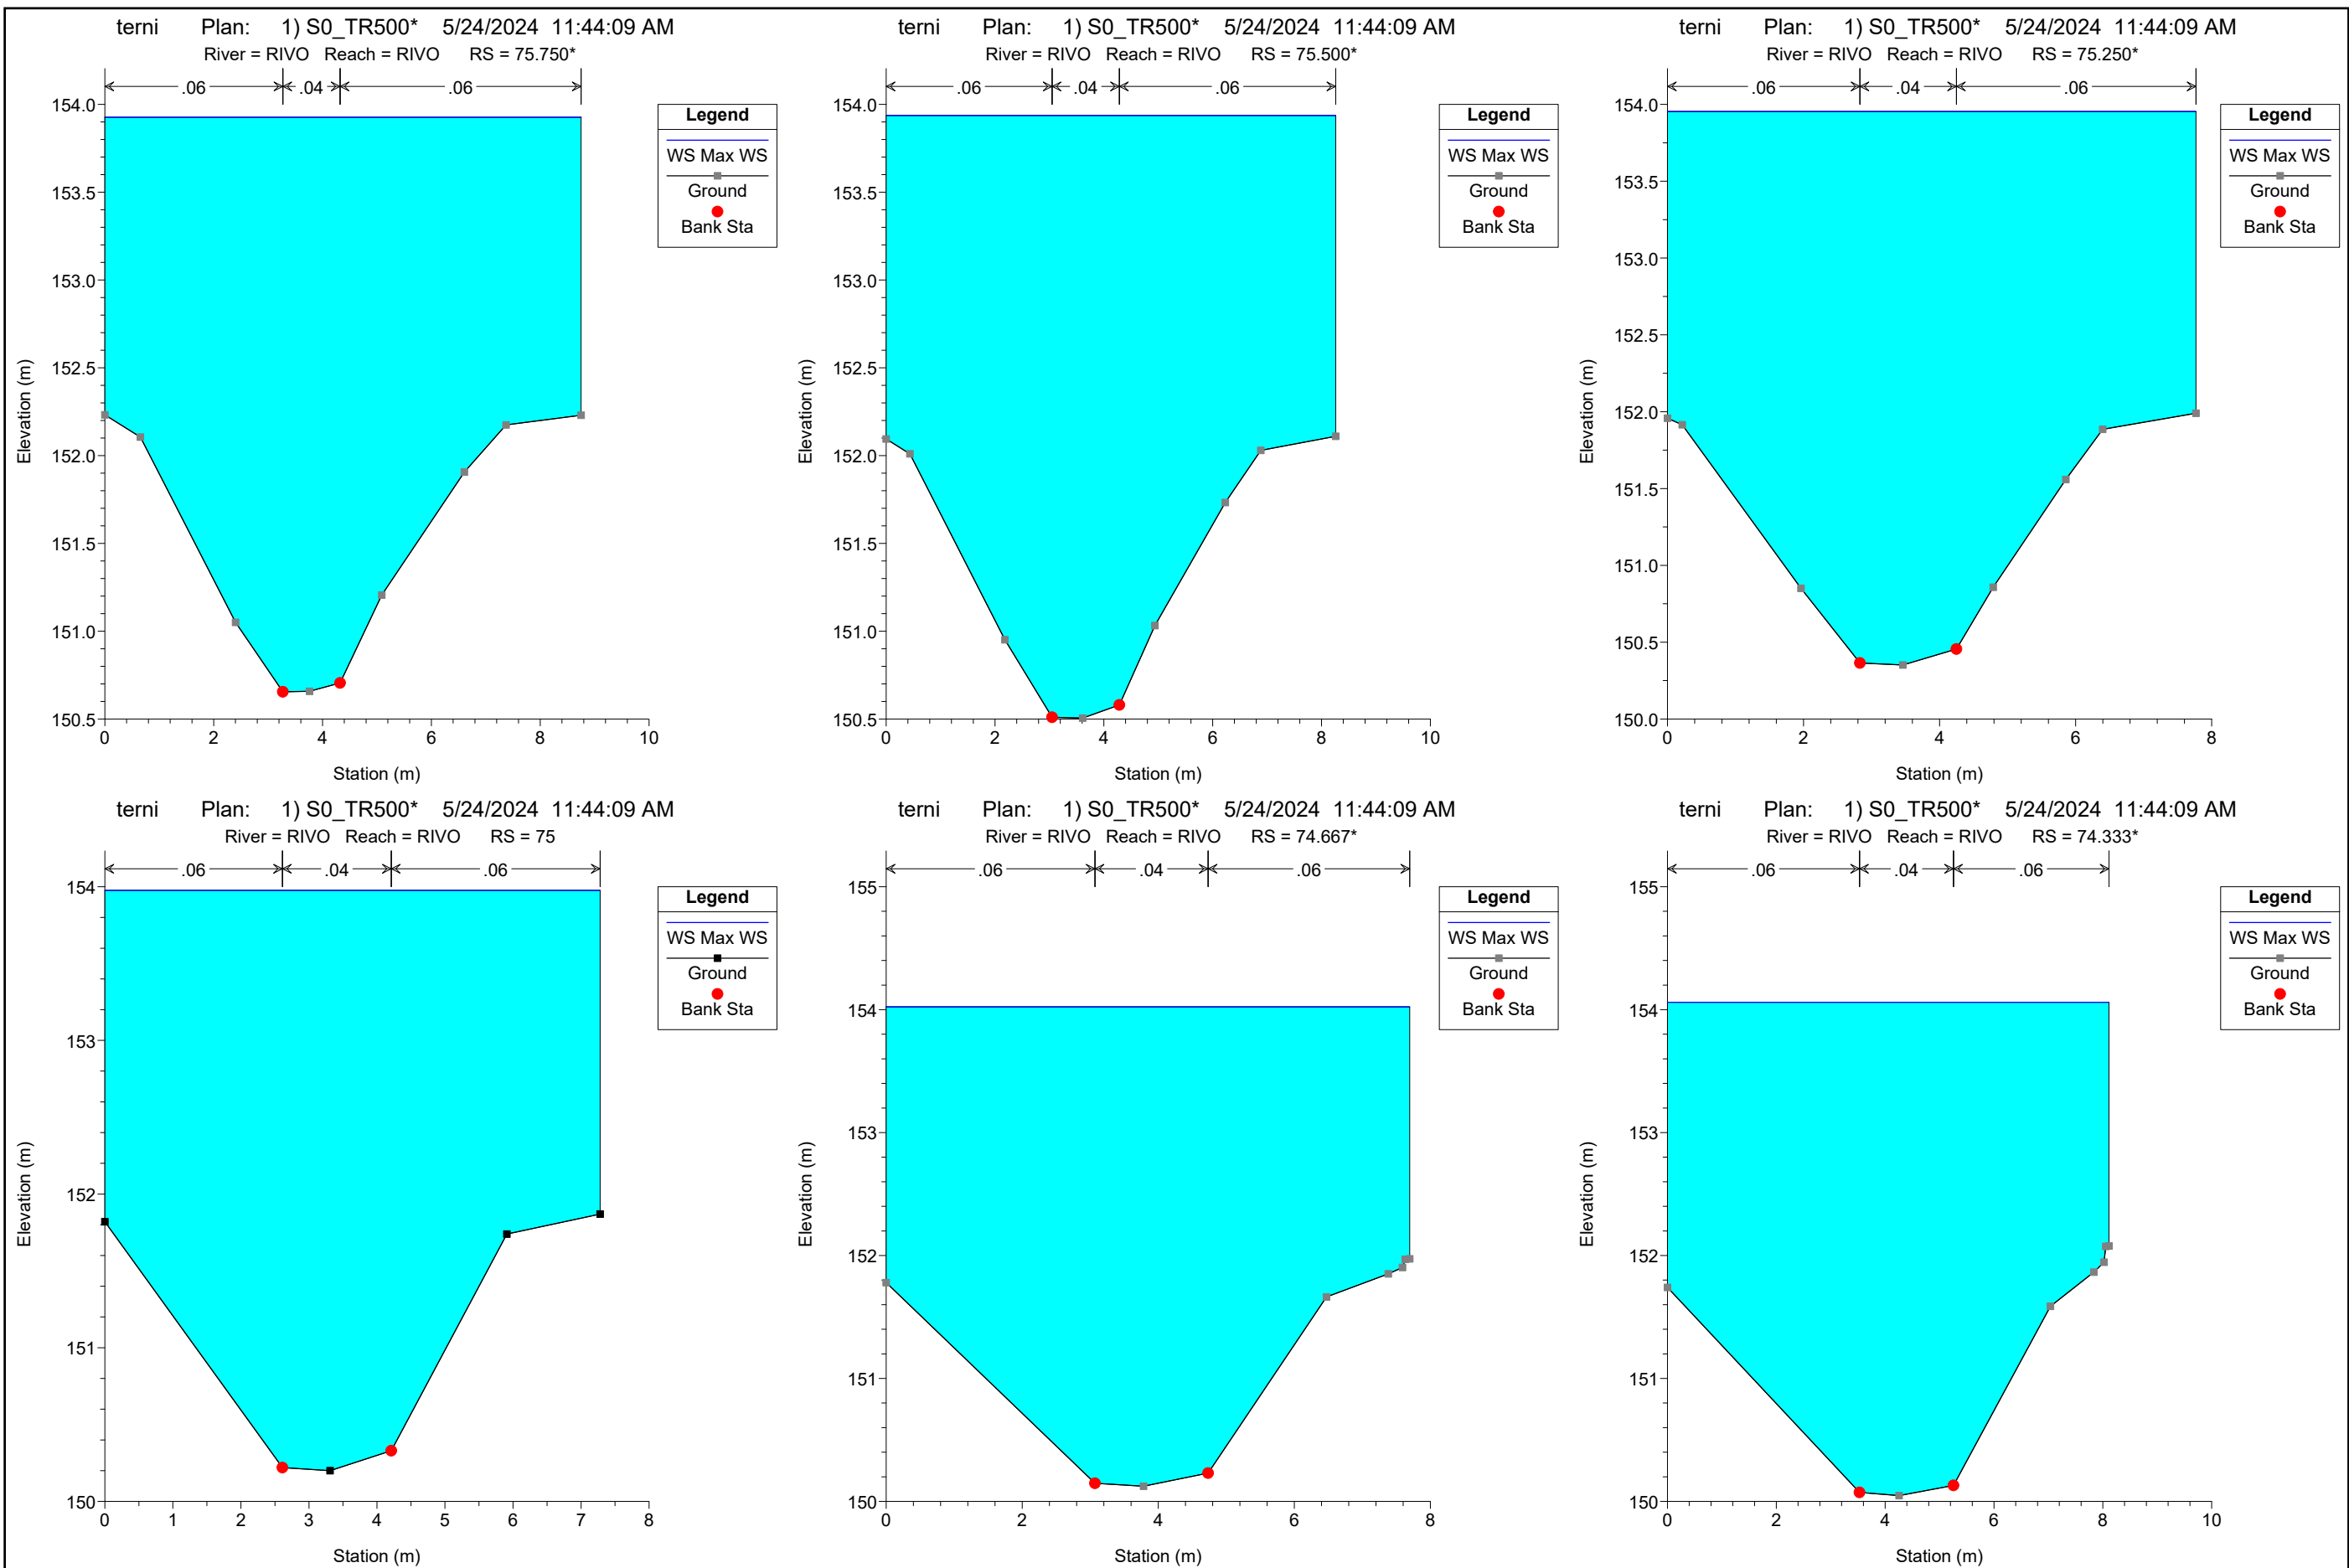 terni Plan: 1) S0_TR500* 5/24/2024 11:44:09 AM
River = RIVO Reach = RIVO RS = 75.750*
.06 .04 .06
154.0
153.5
153.0
152.5
152.0
151.5
151.0
150.5
Elevation (m)
0 2 4 6 8 10
Station (m)
Legend
WS Max WS
Ground
Bank Sta
terni Plan: 1) S0_TR500* 5/24/2024 11:44:09 AM
River = RIVO Reach = RIVO RS = 75.500*
.06 .04 .06
154.0
153.5
153.0
152.5
152.0
151.5
151.0
150.5
Elevation (m)
0 2 4 6 8 10
Station (m)
Legend
WS Max WS
Ground
Bank Sta
terni Plan: 1) S0_TR500* 5/24/2024 11:44:09 AM
River = RIVO Reach = RIVO RS = 75.250*
.06 .04 .06
154.0
153.5
153.0
152.5
152.0
151.5
151.0
150.5
150.0
Elevation (m)
0 2 4 6 8
Station (m)
Legend
WS Max WS
Ground
Bank Sta
terni Plan: 1) S0_TR500* 5/24/2024 11:44:09 AM
River = RIVO Reach = RIVO RS = 75
.06 .04 .06
154
153
152
151
150
Elevation (m)
0 1 2 3 4 5 6 7 8
Station (m)
Legend
WS Max WS
Ground
Bank Sta
terni Plan: 1) S0_TR500* 5/24/2024 11:44:09 AM
River = RIVO Reach = RIVO RS = 74.667*
.06 .04 .06
155
154
153
152
151
150
Elevation (m)
0 2 4 6 8
Station (m)
Legend
WS Max WS
Ground
Bank Sta
terni Plan: 1) S0_TR500* 5/24/2024 11:44:09 AM
River = RIVO Reach = RIVO RS = 74.333*
.06 .04 .06
155
154
153
152
151
150
Elevation (m)
0 2 4 6 8 10
Station (m)
Legend
WS Max WS
Ground
Bank Sta